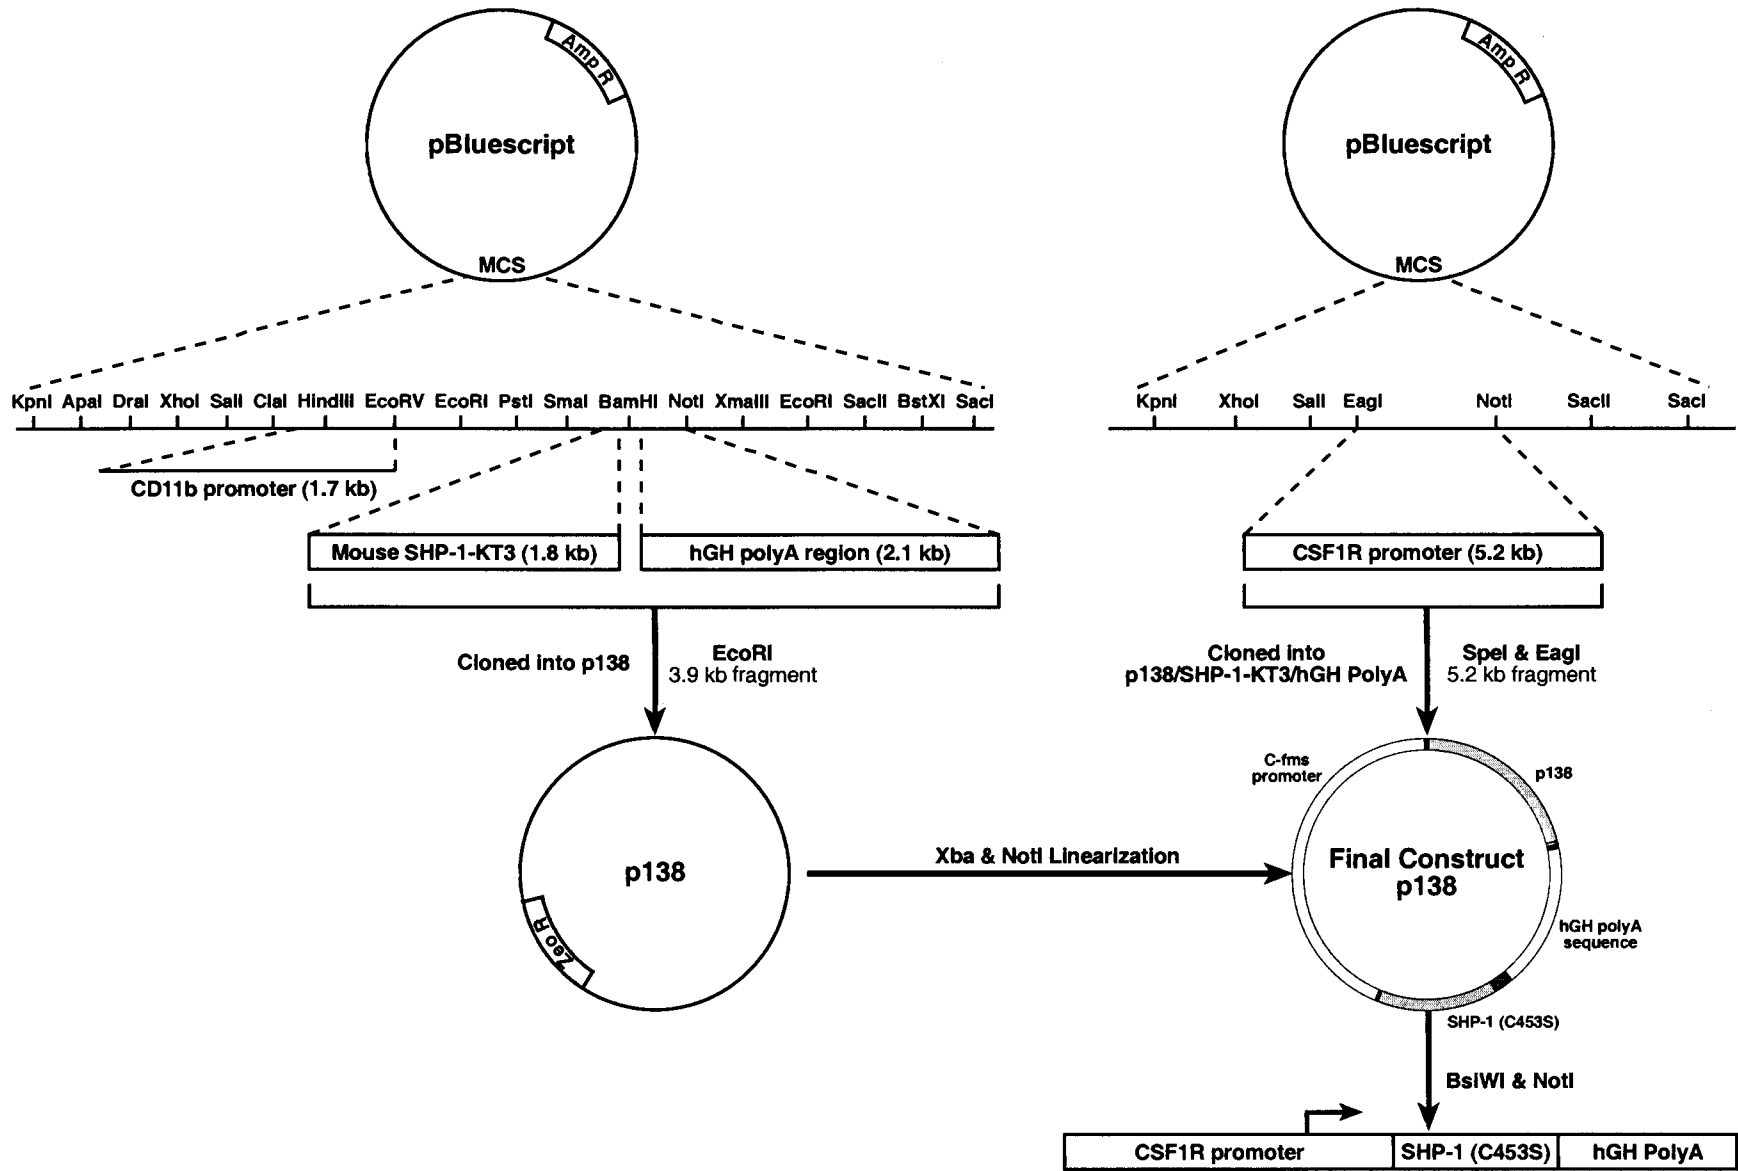 Amp R
pBluescript
MCS
Amp R
pBluescript
MCS
KpnI ApaI DraI XhoI SalI ClaI HindIII EcoRV EcoRI PstI SmaI BamHI NotI XmaIII EcoRI SacII BstXI SacI
KpnI XhoI SalI EagI NotI SacII SacI
CD11b promoter (1.7 kb)
Mouse SHP-1-KT3 (1.8 kb)
hGH polyA region (2.1 kb)
CSF1R promoter (5.2 kb)
Cloned into p138
EcoRI
3.9 kb fragment
Cloned into
p138/SHP-1-KT3/hGH PolyA
SpeI & EagI
5.2 kb fragment
p138
Zeo R
Xba & NotI Linearization
C-fms
promoter
p138
Final Construct
p138
hGH polyA
sequence
SHP-1 (C453S)
BsiWI & NotI
CSF1R promoter
SHP-1 (C453S)
hGH PolyA